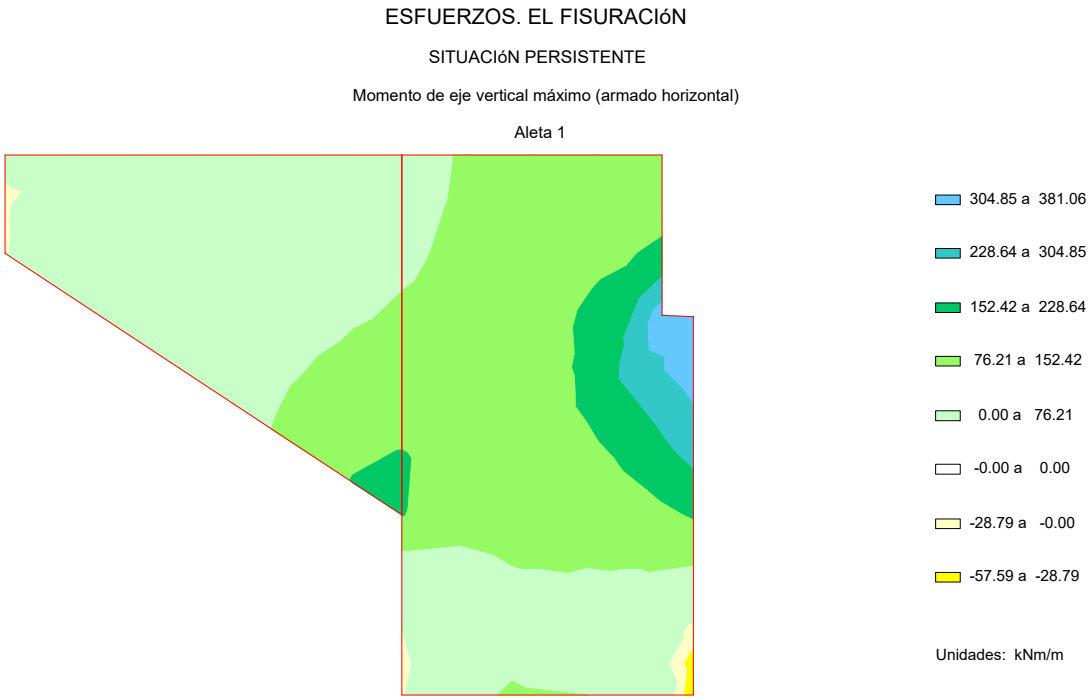 ESFUERZOS. EL FISURACIóN
SITUACIóN PERSISTENTE
Momento de eje vertical máximo (armado horizontal)
Aleta 1
304.85 a 381.06
228.64 a 304.85
152.42 a 228.64
76.21 a 152.42
0.00 a 76.21
-0.00 a 0.00
-28.79 a -0.00
-57.59 a -28.79
Unidades: kNm/m